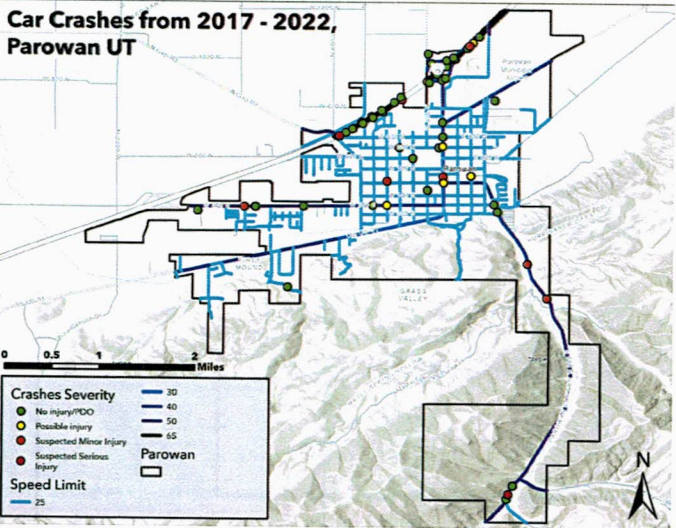 Car Crashes from 2017 - 2022,
Parowan UT
Parowan
GRASS
VALLEY
0 0.5 1 2
Miles
Crashes Severity
No injury/PDO
Possible injury
Suspected Minor Injury
Suspected Serious
Injury
Speed Limit
25
30
40
50
65
Parowan
N